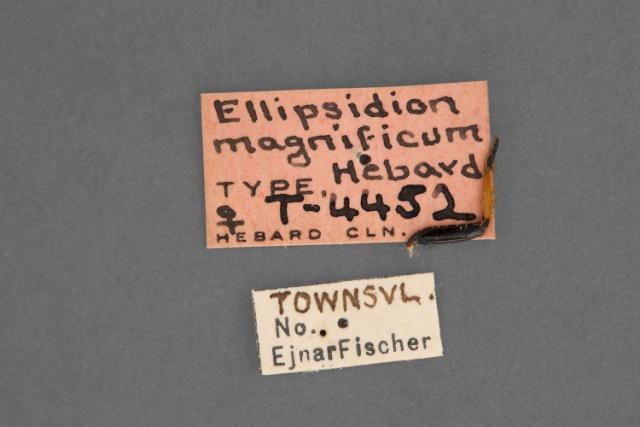 Ellipsidion
magnificum
Hebard
TYPE.
♀ T-4452
HEBARD CLN.
TOWNSVL.
No..
EjnarFischer